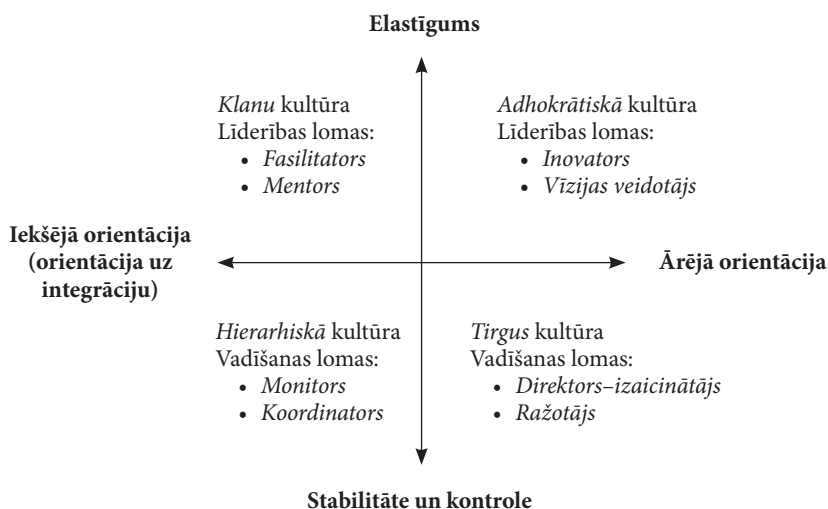 Elastīgums
Klanu kultūra
Līderības lomas:
• Fasilitators
• Mentors
Adhokrātiskā kultūra
Līderības lomas:
• Inovators
• Vīzijas veidotājs
Iekšējā orientācija
(orientācija uz
integrāciju)
Ārējā orientācija
Hierarhiskā kultūra
Vadīšanas lomas:
• Monitors
• Koordinators
Tirgus kultūra
Vadīšanas lomas:
• Direktors–izaicinātājs
• Ražotājs
Stabilitāte un kontrole